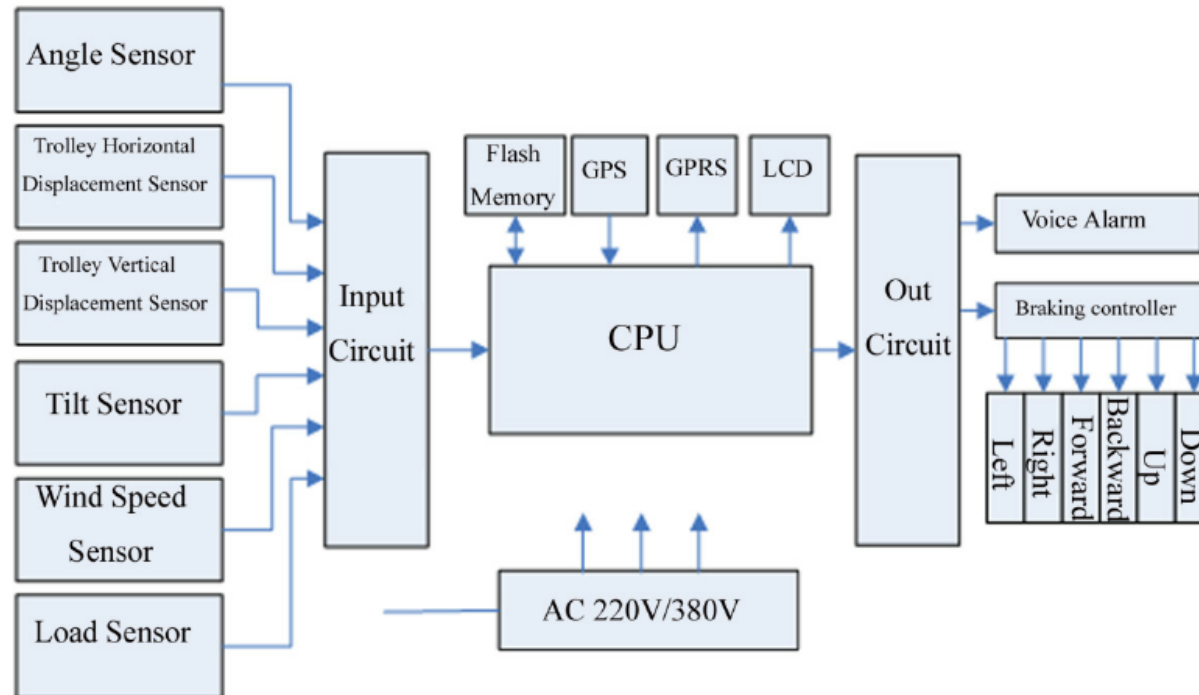 Angle Sensor
Trolley Horizontal
Displacement Sensor
Trolley Vertical
Displacement Sensor
Tilt Sensor
Wind Speed
Sensor
Load Sensor
Input
Circuit
Flash
Memory
GPS
GPRS
LCD
CPU
AC 220V/380V
Out
Circuit
Voice Alarm
Braking controller
Left
Right
Forward
Backward
Up
Down